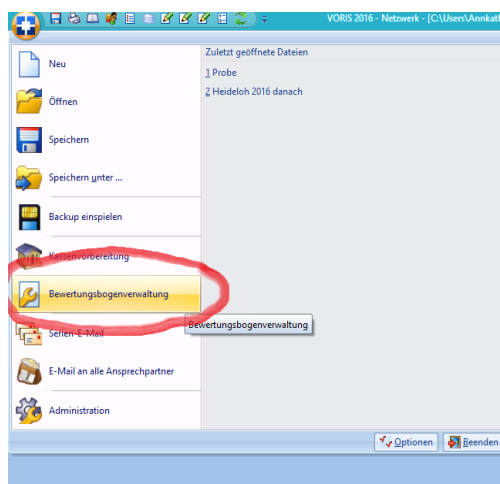 VORIS 2016 - Netzwerk - [C:\Users\Annkat
Neu
Öffnen
Speichern
Speichern unter ...
Backup einspielen
Kassenvorbereitung
Bewertungsbogenverwaltung
Serien-E-Mail
E-Mail an alle Ansprechpartner
Administration
Zuletzt geöffnete Dateien
1 Probe
2 Heideloh 2016 danach
Bewertungsbogenverwaltung
Optionen
Beenden